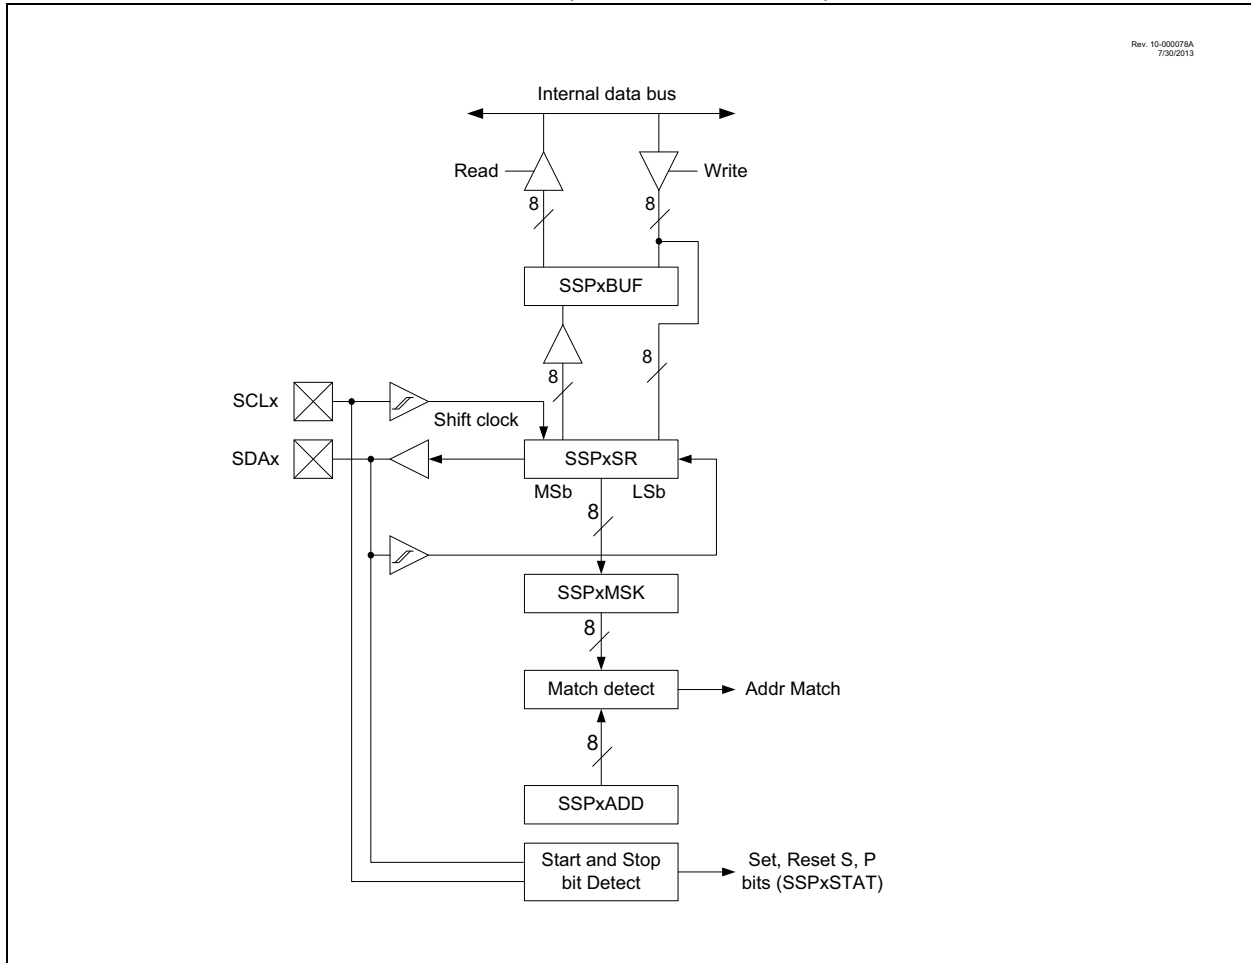 Rev. 10-000078A
7/30/2013
Internal data bus
Read
Write
8
8
SSPxBUF
8
8
SCLx
Shift clock
SDAx
SSPxSR
MSb
LSb
8
SSPxMSK
8
Match detect
Addr Match
8
SSPxADD
Start and Stop
bit Detect
Set, Reset S, P
bits (SSPxSTAT)